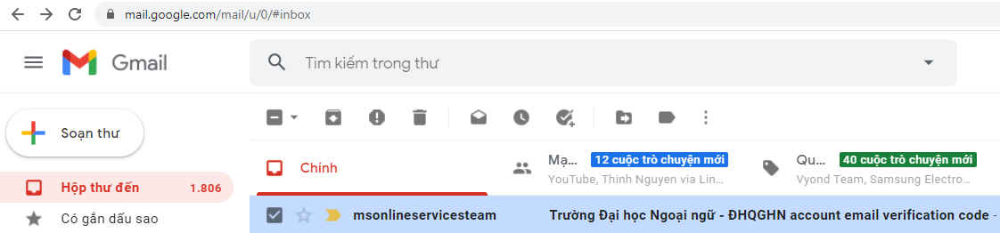 mail.google.com/mail/u/0/#inbox
Gmail
Tìm kiếm trong thư
Soạn thư
Chính
Mạ... 12 cuộc trò chuyện mới
YouTube, Thinh Nguyen via Lin...
Qu... 40 cuộc trò chuyện mới
Vyond Team, Samsung Electro...
Hộp thư đến 1.806
msonlineservicesteam Trường Đại học Ngoại ngữ - ĐHQGHN account email verification code -
Có gắn dấu sao